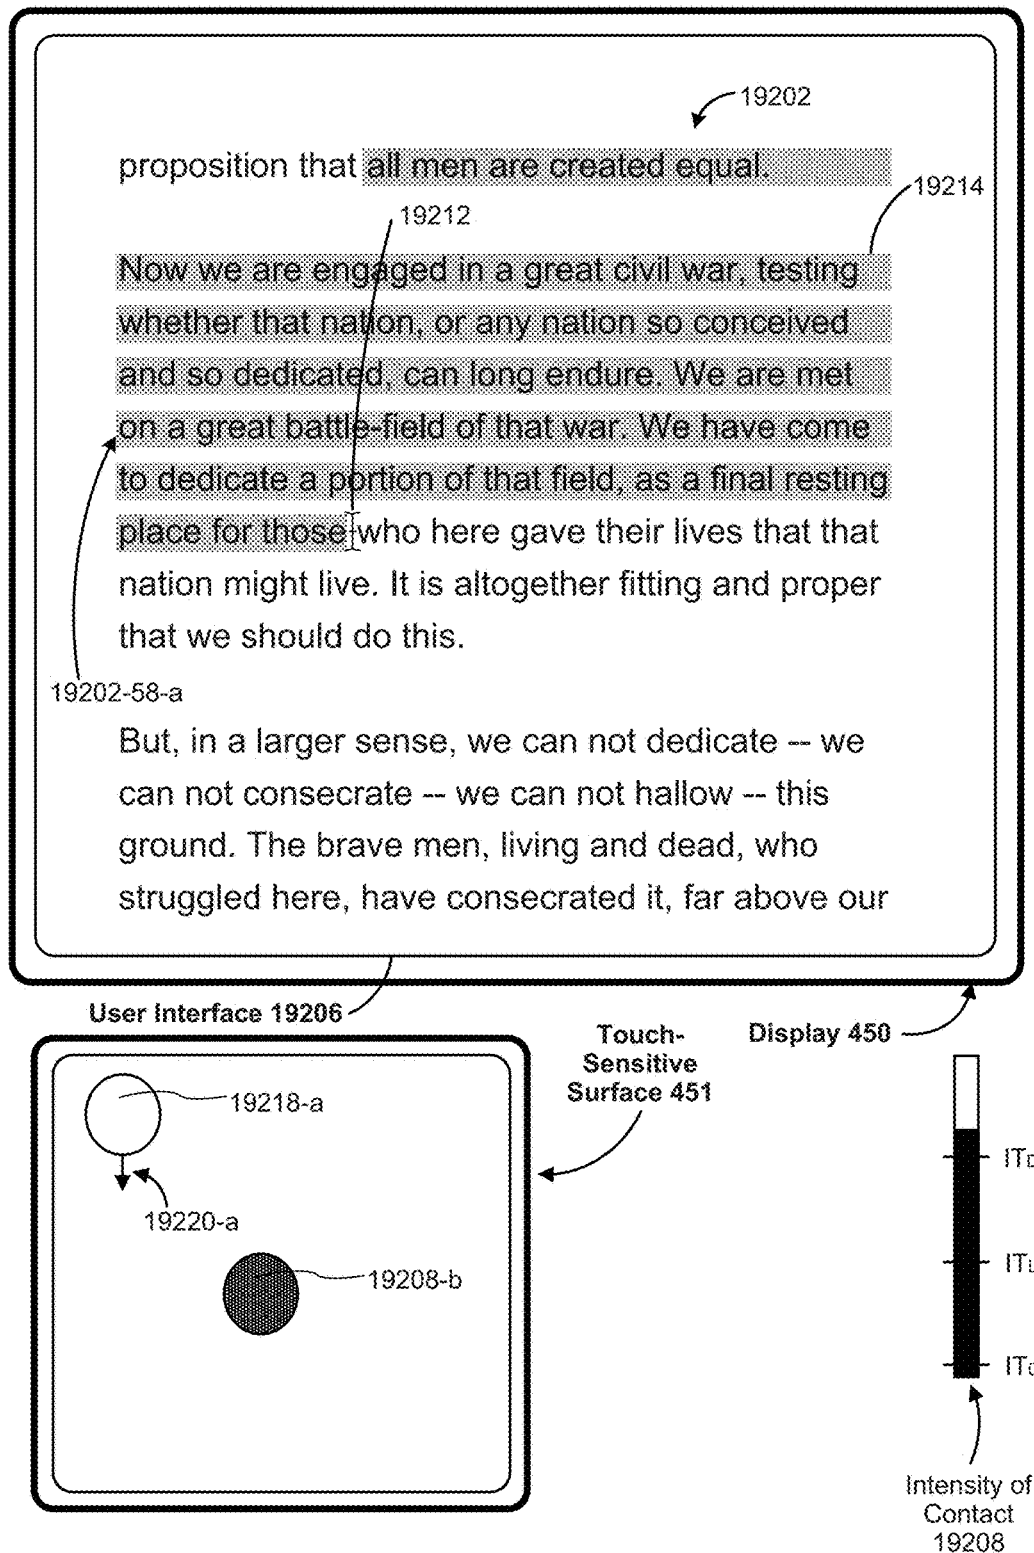 19202
proposition that all men are created equal.
19214
19212
Now we are engaged in a great civil war, testing
whether that nation, or any nation so conceived
and so dedicated, can long endure. We are met
on a great battle-field of that war. We have come
to dedicate a portion of that field, as a final resting
place for those who here gave their lives that that
nation might live. It is altogether fitting and proper
that we should do this.
19202-58-a
But, in a larger sense, we can not dedicate -- we
can not consecrate -- we can not hallow -- this
ground. The brave men, living and dead, who
struggled here, have consecrated it, far above our
User Interface 19206
Display 450
Touch-
Sensitive
Surface 451
19218-a
19220-a
19208-b
ITD
ITL
IT0
Intensity of
Contact
19208